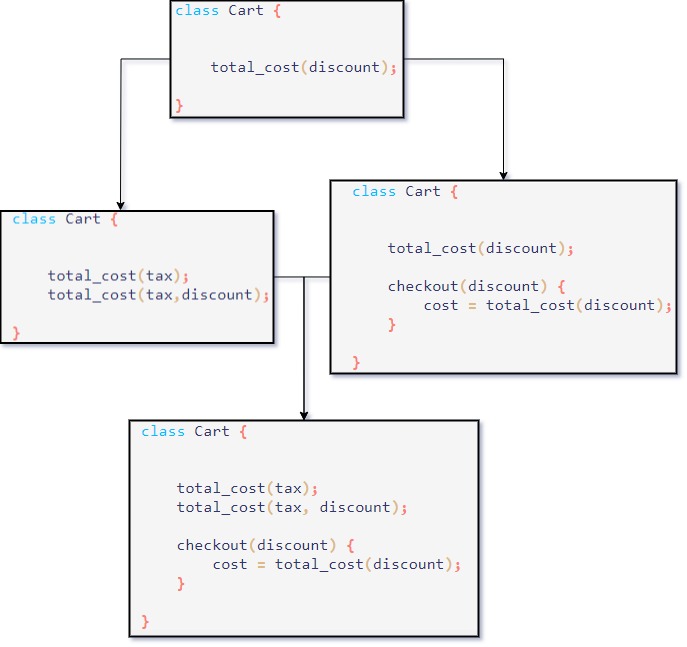 class Cart {
total_cost(discount);
}
class Cart {
total_cost(tax);
total_cost(tax,discount);
}
class Cart {
total_cost(discount);
checkout(discount) {
cost = total_cost(discount);
}
}
class Cart {
total_cost(tax);
total_cost(tax, discount);
checkout(discount) {
cost = total_cost(discount);
}
}